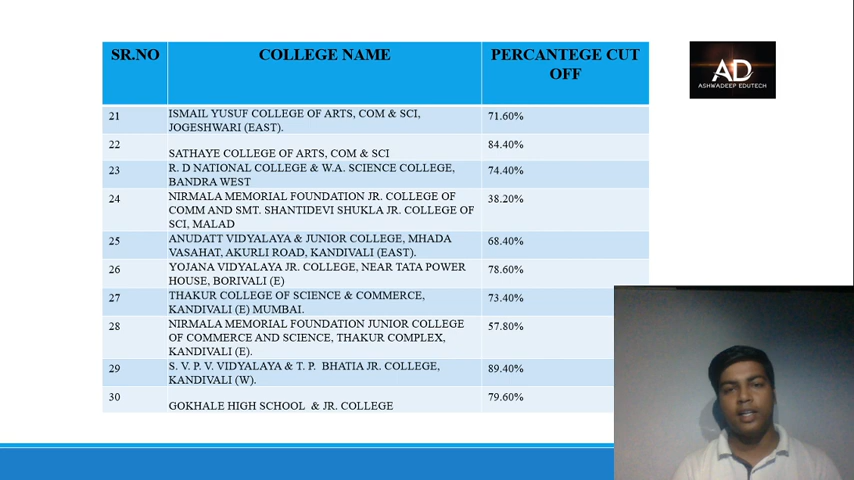 SR.NO COLLEGE NAME PERCANTEGE CUT
OFF
AD
ASHWADEEP EDUTECH
21 ISMAIL YUSUF COLLEGE OF ARTS, COM & SCI, 71.60%
JOGESHWARI (EAST).
22 84.40%
SATHAYE COLLEGE OF ARTS, COM & SCI
23 R. D NATIONAL COLLEGE & W.A. SCIENCE COLLEGE, 74.40%
BANDRA WEST
24 NIRMALA MEMORIAL FOUNDATION JR. COLLEGE OF 38.20%
COMM AND SMT. SHANTIDEVI SHUKLA JR. COLLEGE OF
SCI, MALAD
25 ANUDATT VIDYALAYA & JUNIOR COLLEGE, MHADA 68.40%
VASAHAT, AKURLI ROAD, KANDIVALI (EAST).
26 YOJANA VIDYALAYA JR. COLLEGE, NEAR TATA POWER 78.60%
HOUSE, BORIVALI (E)
27 THAKUR COLLEGE OF SCIENCE & COMMERCE, 73.40%
KANDIVALI (E) MUMBAI.
28 NIRMALA MEMORIAL FOUNDATION JUNIOR COLLEGE 57.80%
OF COMMERCE AND SCIENCE, THAKUR COMPLEX,
KANDIVALI (E).
29 S. V. P. V. VIDYALAYA & T. P. BHATIA JR. COLLEGE, 89.40%
KANDIVALI (W).
30 79.60%
GOKHALE HIGH SCHOOL & JR. COLLEGE